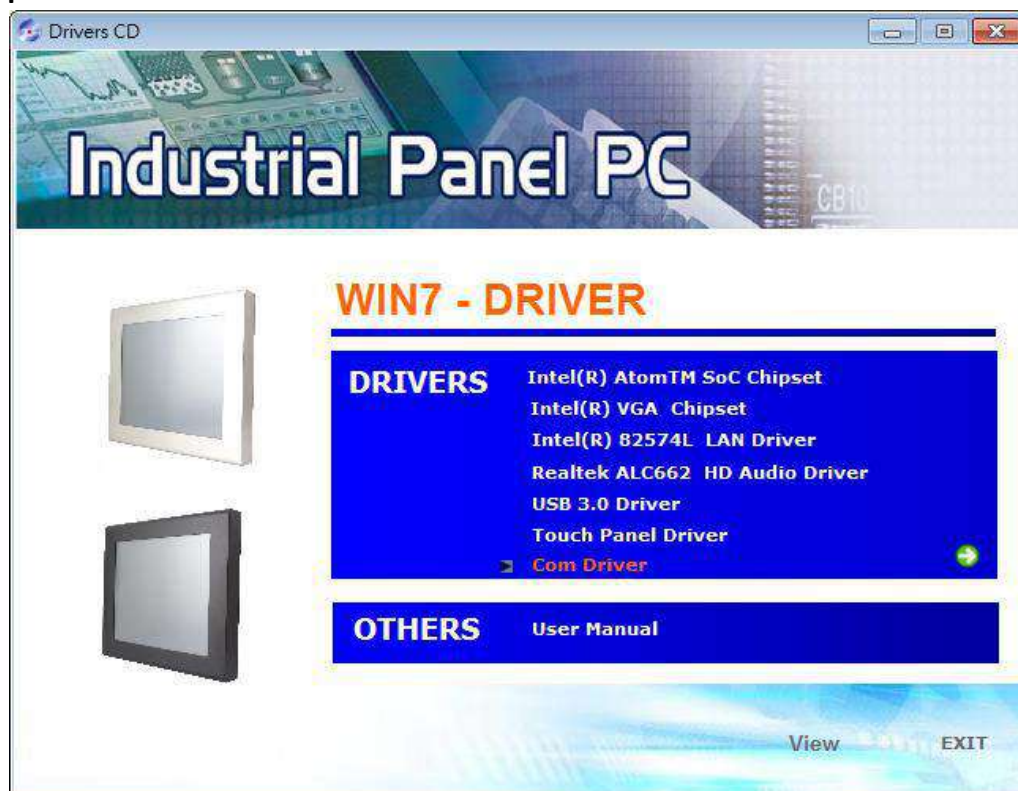 Drivers CD
Industrial Panel PC
CB10
WIN7 - DRIVER
DRIVERS
Intel(R) AtomTM SoC Chipset
Intel(R) VGA Chipset
Intel(R) 82574L LAN Driver
Realtek ALC662 HD Audio Driver
USB 3.0 Driver
Touch Panel Driver
Com Driver
OTHERS
User Manual
View
EXIT